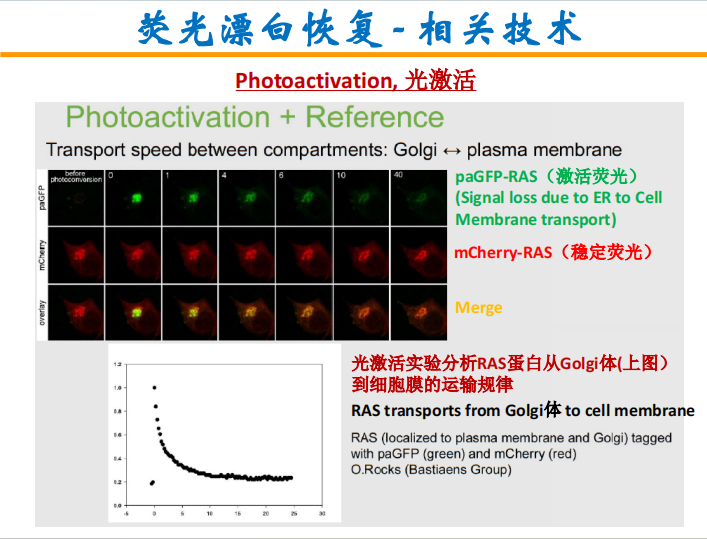 荧光漂白恢复 - 相关技术
Photoactivation, 光激活
Photoactivation + Reference
Transport speed between compartments: Golgi ↔ plasma membrane
before photoconversion 0 1 4 6 10 40
paGFP
mCherry
overlay
paGFP-RAS（激活荧光）
(Signal loss due to ER to Cell
Membrane transport)
mCherry-RAS（稳定荧光）
Merge
1.2
1.0
0.8
0.6
0.4
0.2
0.0
-5 0 5 10 15 20 25 30
光激活实验分析RAS蛋白从Golgi体(上图）
到细胞膜的运输规律
RAS transports from Golgi体 to cell membrane
RAS (localized to plasma membrane and Golgi) tagged
with paGFP (green) and mCherry (red)
O.Rocks (Bastiaens Group)